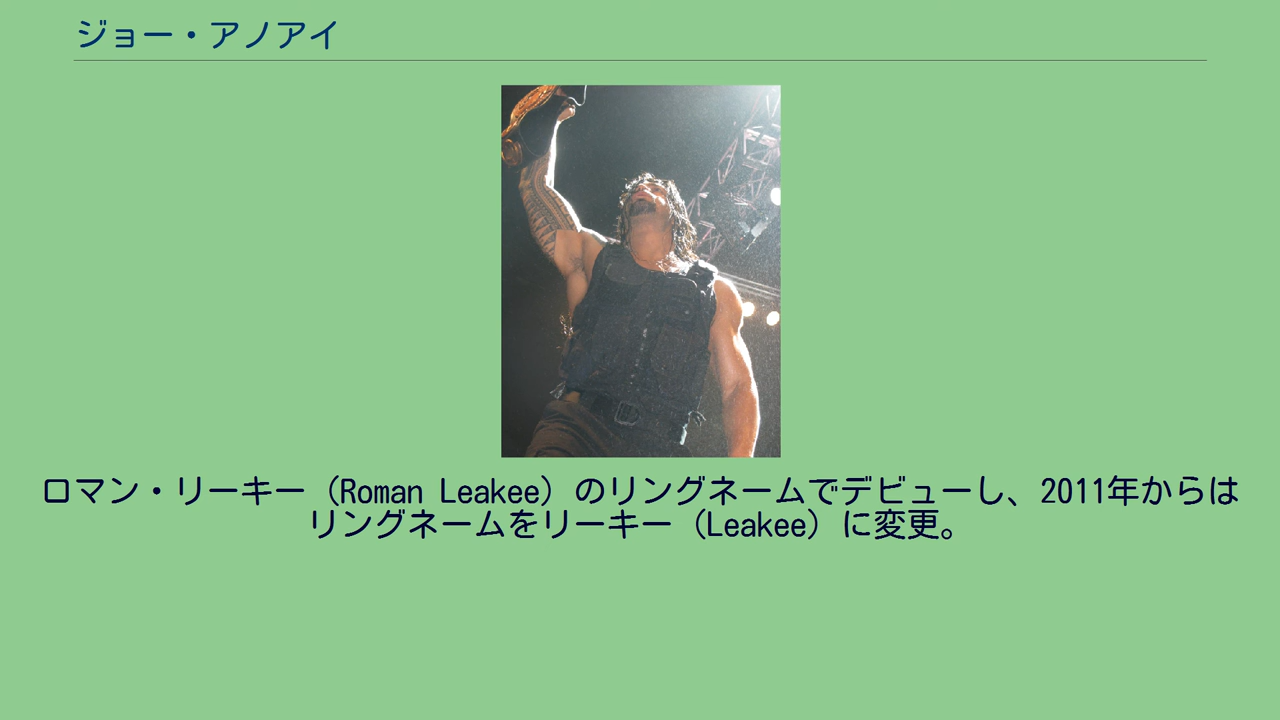 ジョー・アノアイ
ロマン・リーキー（Roman Leakee）のリングネームでデビューし、2011年からは
リングネームをリーキー（Leakee）に変更。